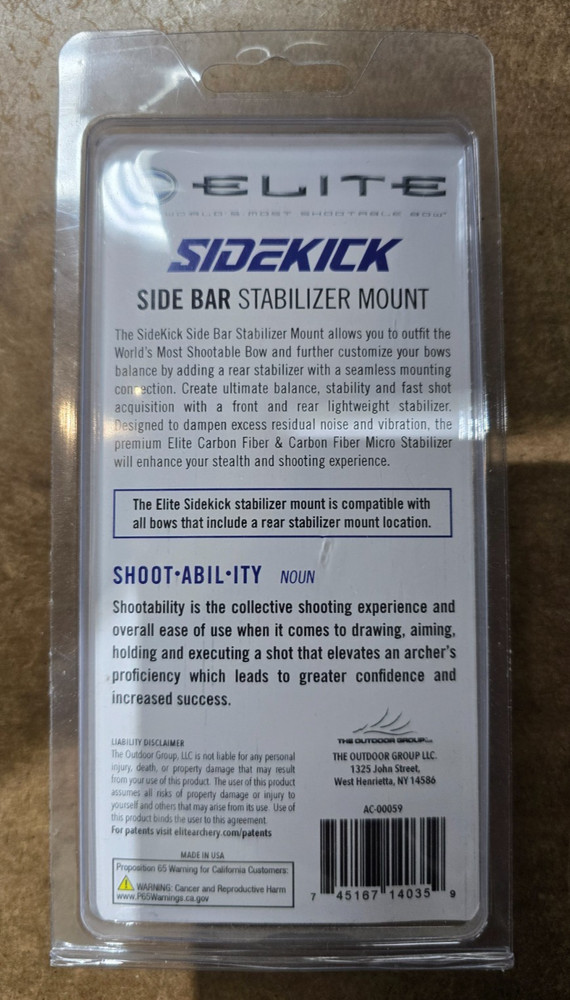 ELITE
WORLD'S MOST SHOOTABLE BOW
SIDEKICK
SIDE BAR STABILIZER MOUNT
The SideKick Side Bar Stabilizer Mount allows you to outfit the
World's Most Shootable Bow and further customize your bows
balance by adding a rear stabilizer with a seamless mounting
connection. Create ultimate balance, stability and fast shot
acquisition with a front and rear lightweight stabilizer.
Designed to dampen excess residual noise and vibration, the
premium Elite Carbon Fiber & Carbon Fiber Micro Stabilizer
will enhance your stealth and shooting experience.
The Elite Sidekick stabilizer mount is compatible with
all bows that include a rear stabilizer mount location.
SHOOT•ABIL•ITY NOUN
Shootability is the collective shooting experience and
overall ease of use when it comes to drawing, aiming,
holding and executing a shot that elevates an archer's
proficiency which leads to greater confidence and
increased success.
LIABILITY DISCLAIMER
The Outdoor Group, LLC is not liable for any personal
injury, death, or property damage that may result
from your use of this product. The user of this product
assumes all risks of property damage or injury to
yourself and others that may arise from its use. Use of
this product binds the user to this agreement.
For patents visit elitearchery.com/patents
MADE IN USA
Proposition 65 Warning for California Customers:
WARNING: Cancer and Reproductive Harm
www.P65Warnings.ca.gov
THE OUTDOOR GROUP LLC
THE OUTDOOR GROUP LLC.
1325 John Street,
West Henrietta, NY 14586
AC-00059
7 45167 14035 9